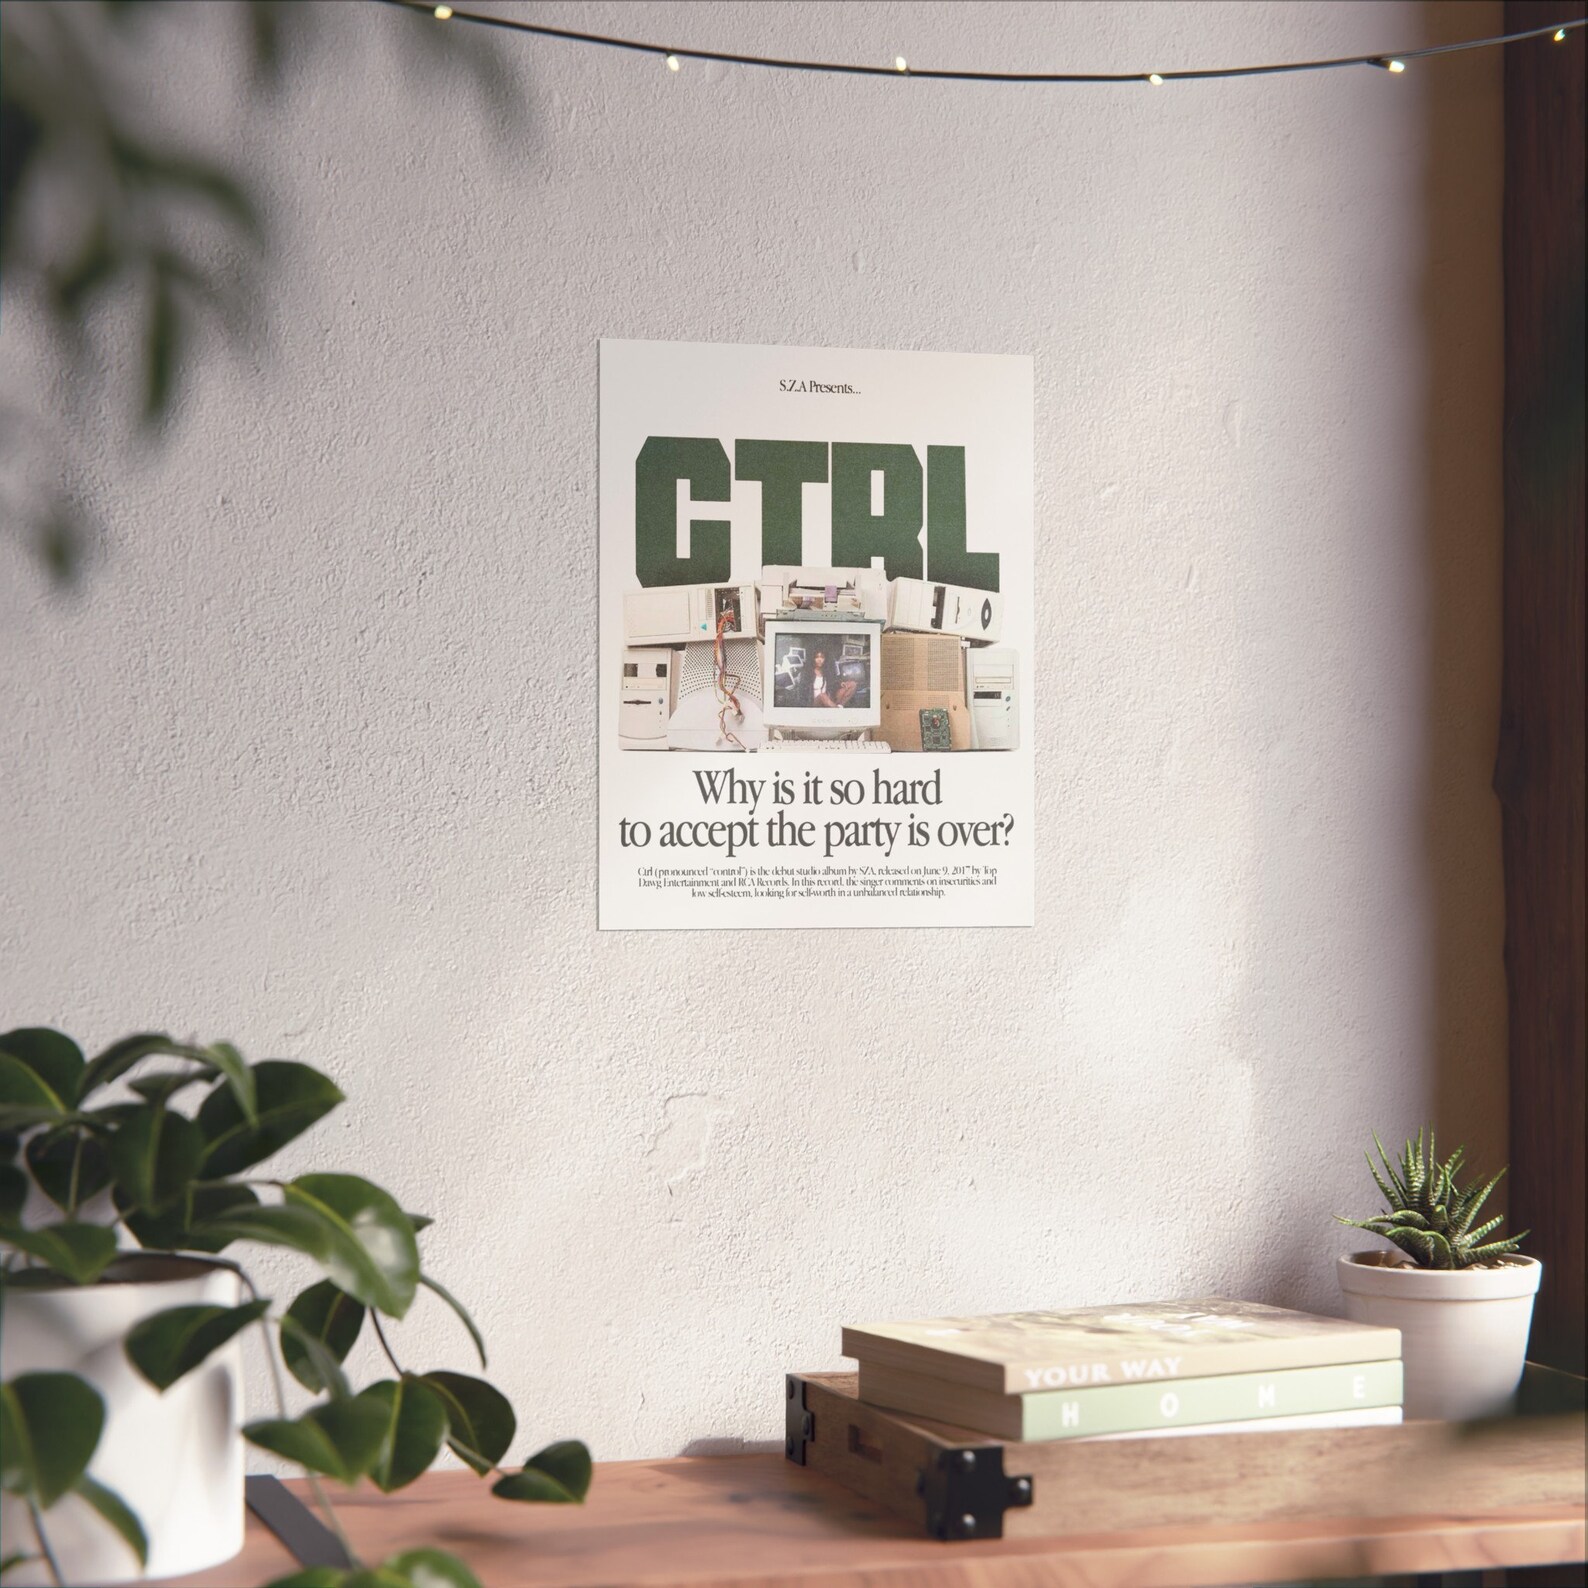 S.Z.A Presents...
CTRL
Why is it so hard
to accept the party is over?
Ctrl (pronounced "control") is the debut studio album by SZA, released on June 9, 2017 by Top
Dawg Entertainment and RCA Records. In this record, the singer comments on insecurities and
low self-esteem, looking for self-worth in a unbalanced relationship.
YOUR WAY
HOME